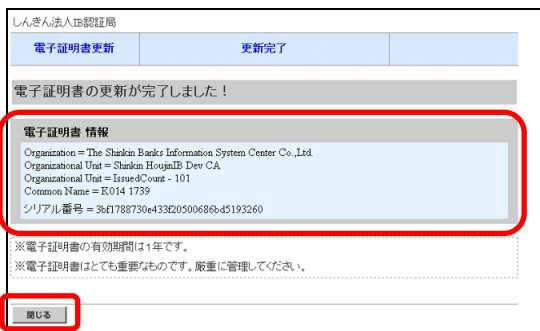 しんきん法人IB認証局
電子証明書更新
更新完了
電子証明書の更新が完了しました！
電子証明書 情報
Organization = The Shinkin Banks Information System Center Co.,Ltd.
Organizational Unit = Shinkin HoujinIB Dev CA
Organizational Unit = IssuedCount - 101
Common Name = K014 1739
シリアル番号 = 3bf1788730e433f20500686bd5193260
※電子証明書の有効期間は1年です。
※電子証明書はとても重要なものです。厳重に管理してください。
閉じる